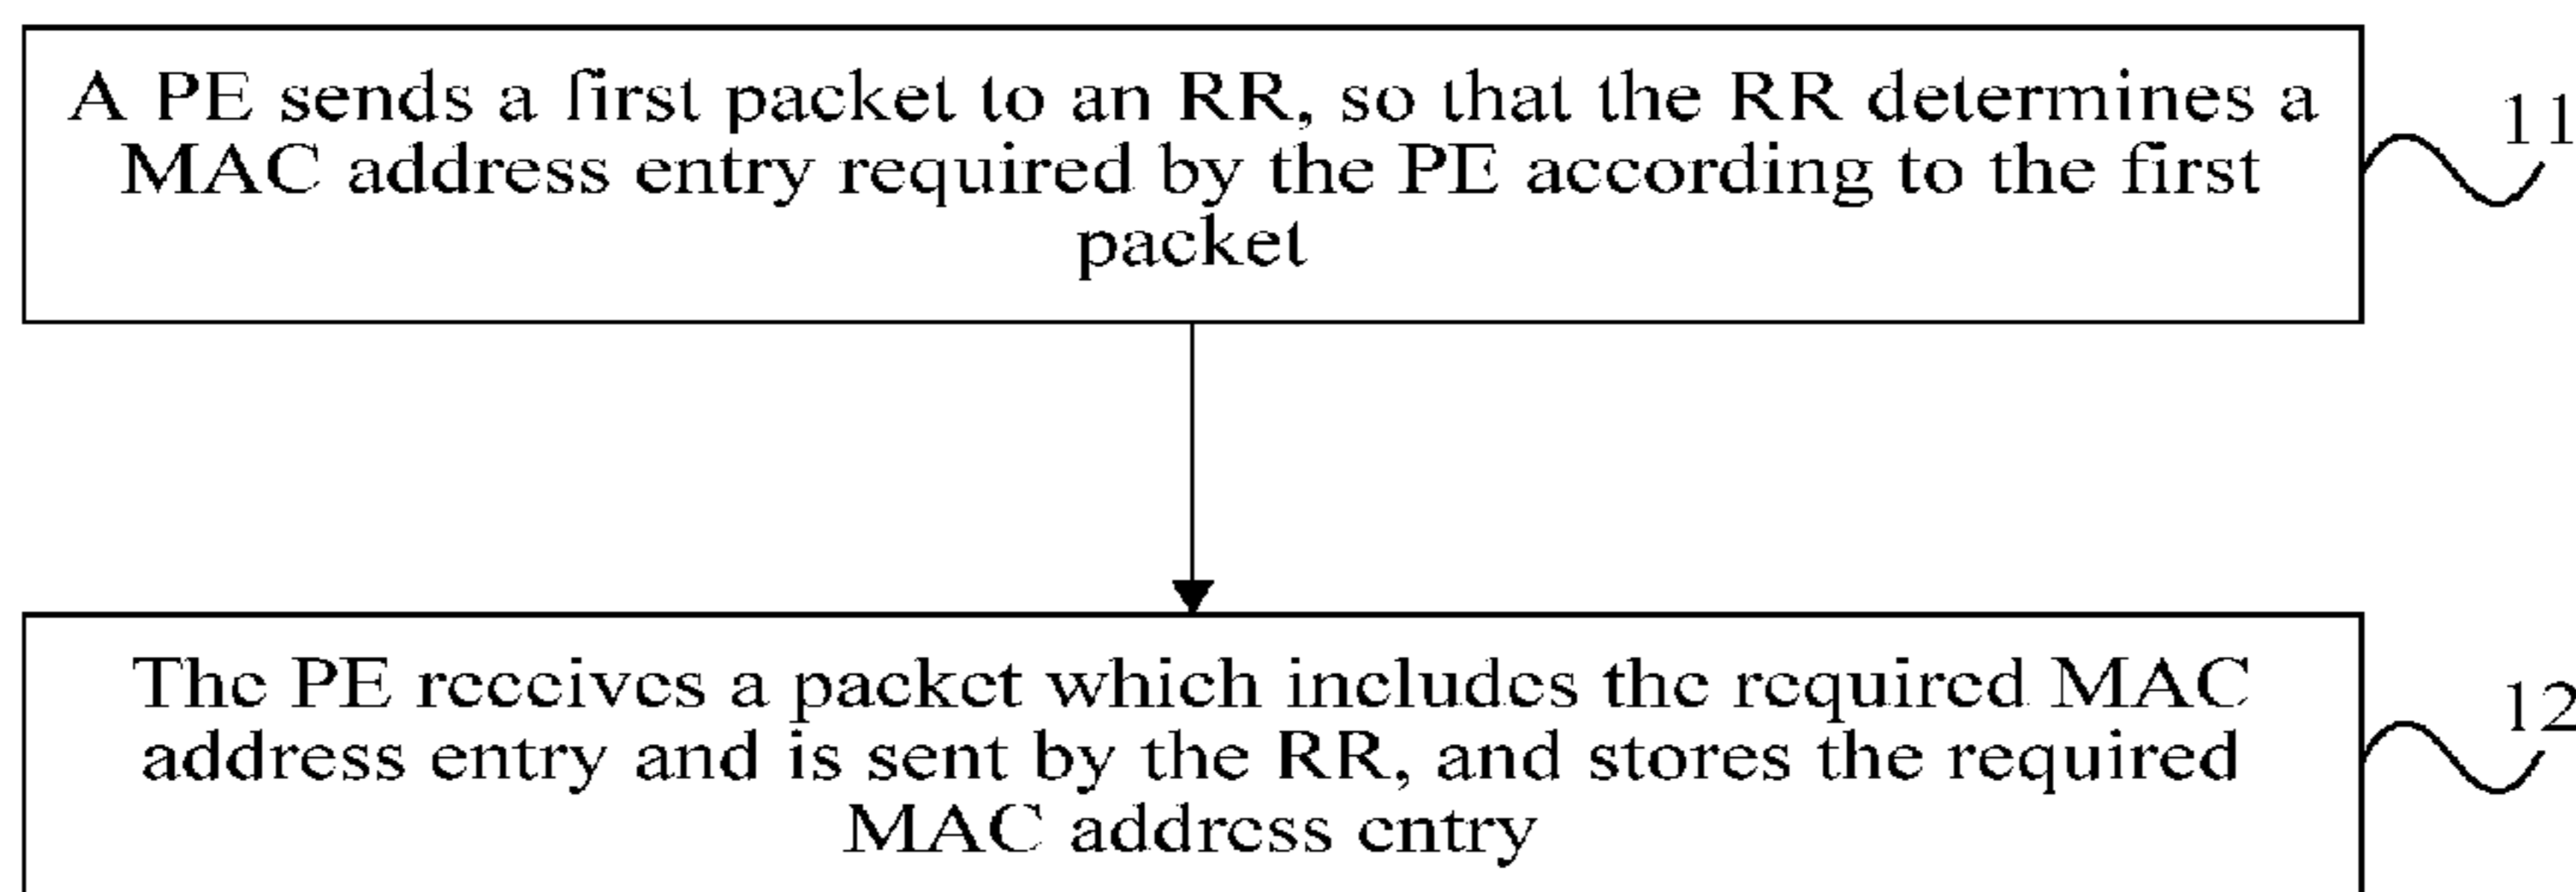 A PE sends a first packet to an RR, so that the RR determines a
MAC address entry required by the PE according to the first
packet
11
The PE receives a packet which includes the required MAC
address entry and is sent by the RR, and stores the required
MAC address entry
12